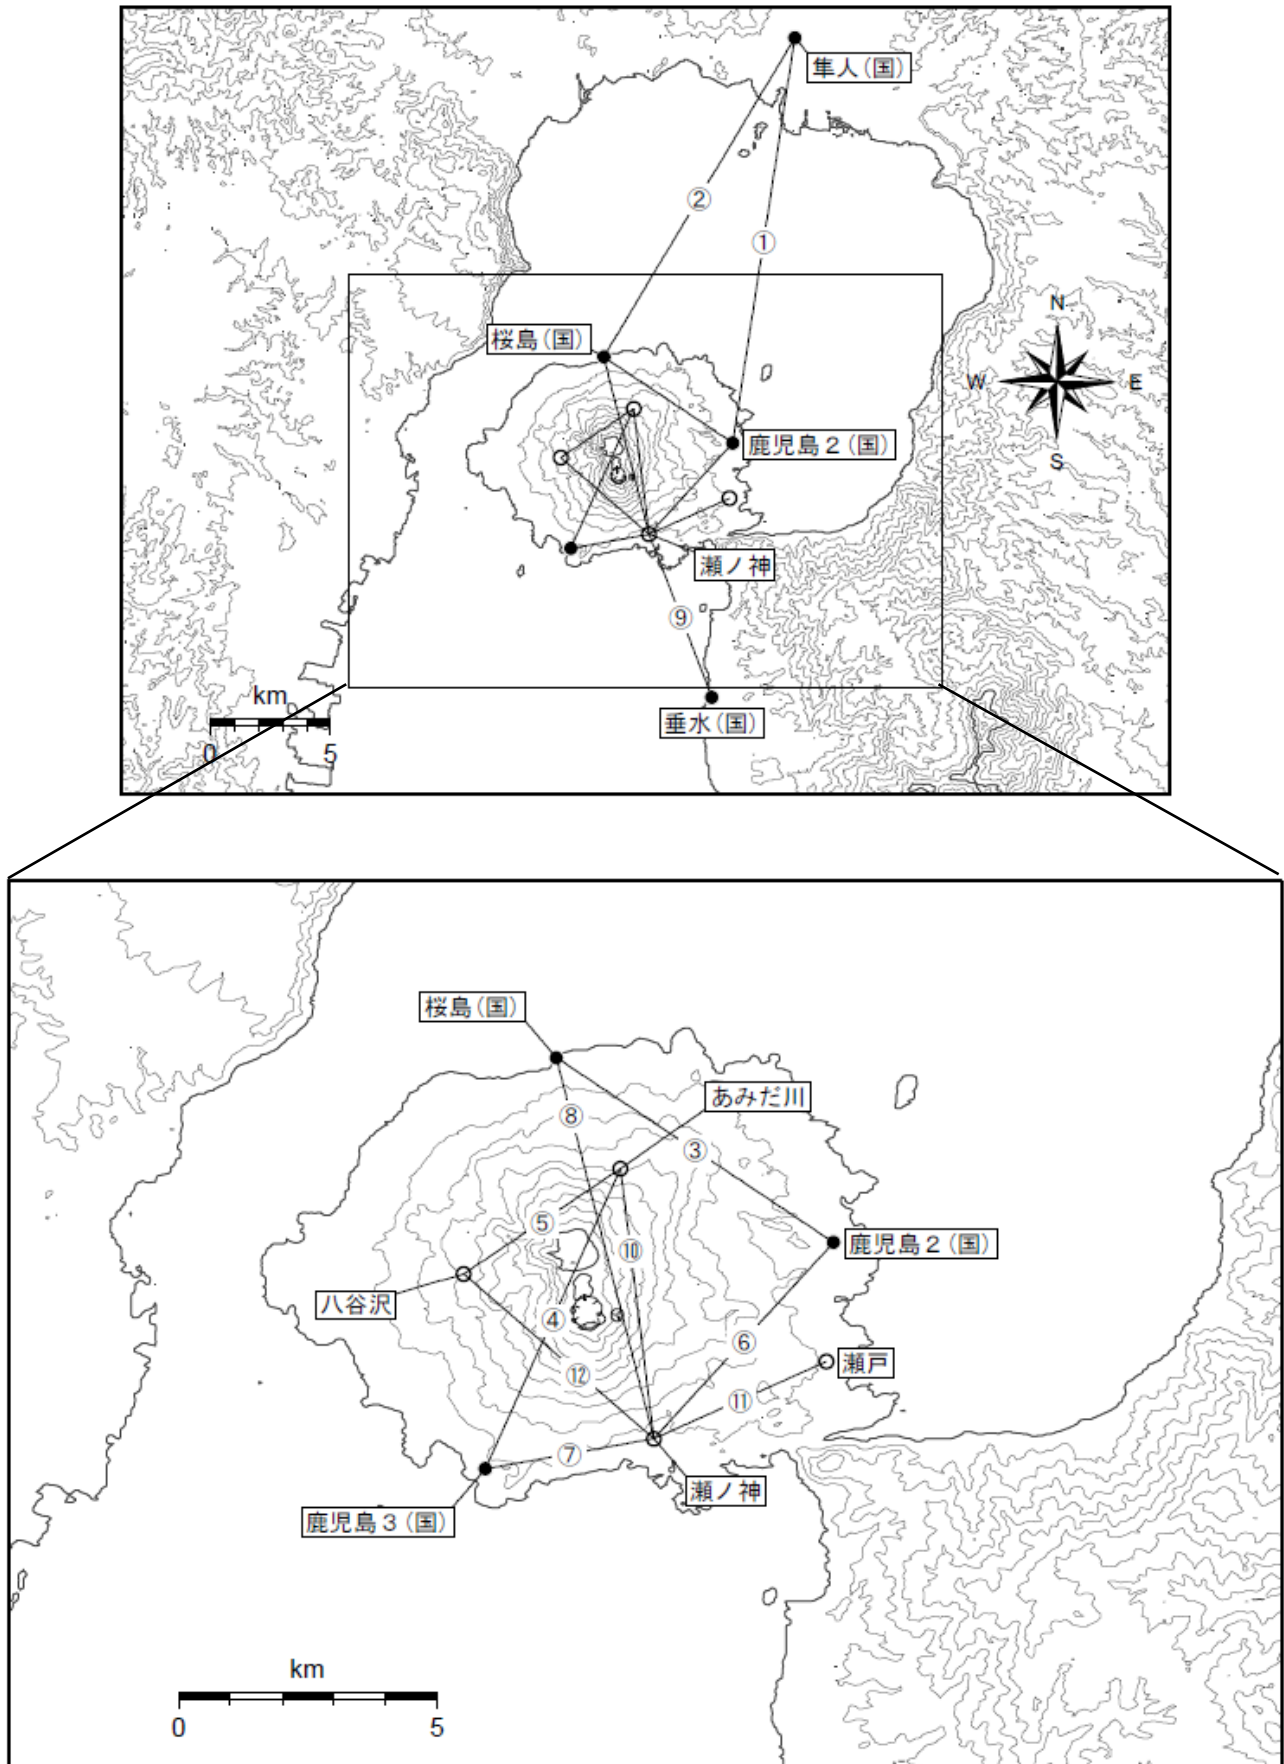 隼人(国)
②
①
N
桜島(国)
W
E
鹿児島2(国)
S
瀬ノ神
⑨
km
垂水(国)
0
5
桜島(国)
あみだ川
⑧
③
⑤
⑩
鹿児島2(国)
八谷沢
④
⑥
瀬戸
⑫
⑪
⑦
瀬ノ神
鹿児島3(国)
km
0
5